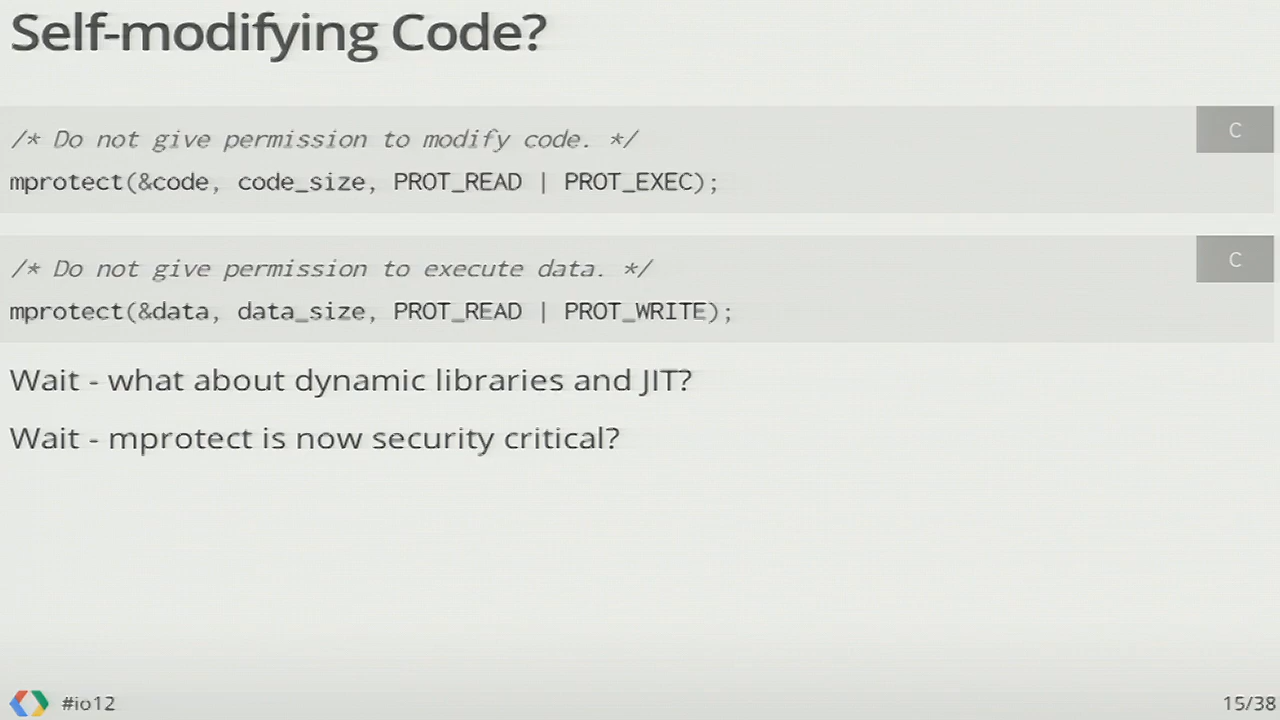 Self-modifying Code?
/* Do not give permission to modify code. */
C
mprotect(&code, code_size, PROT_READ | PROT_EXEC);
/* Do not give permission to execute data. */
C
mprotect(&data, data_size, PROT_READ | PROT_WRITE);
Wait - what about dynamic libraries and JIT?
Wait - mprotect is now security critical?
#io12
15/38